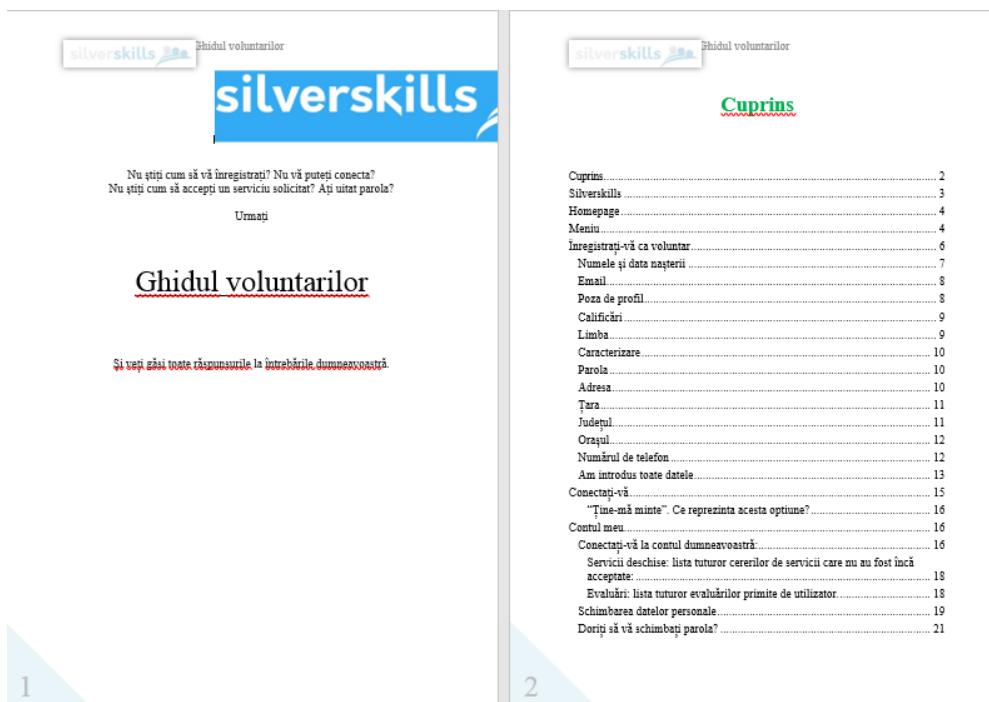 silverskills
Ghidul voluntarilor
silverskills
Nu știți cum să vă înregistrați? Nu vă puteți conecta?
Nu știți cum să accepți un serviciu solicitat? Ați uitat parola?
Urmați
Ghidul voluntarilor
Și veți găsi toate răspunsurile la întrebările dumneavoastră.
1
silverskills
Ghidul voluntarilor
Cuprins
Cuprins 2
Silverskills 3
Homepage 4
Meniu 4
Înregistrați-vă ca voluntar 6
Numele și data nașterii 7
Email 8
Poza de profil 8
Calificări 9
Limba 9
Caracterizare 10
Parola 10
Adresa 10
Țara 11
Județul 11
Orașul 12
Numărul de telefon 12
Am introdus toate datele 13
Conectați-vă 15
“Ține-mă minte”. Ce reprezinta acesta optiune? 16
Contul meu 16
Conectați-vă la contul dumneavoastră: 16
Servicii deschise: lista tuturor cererilor de servicii care nu au fost încă
acceptate: 18
Evaluări: lista tuturor evaluărilor primite de utilizator. 18
Schimbarea datelor personale 19
Doriți să vă schimbați parola? 21
2